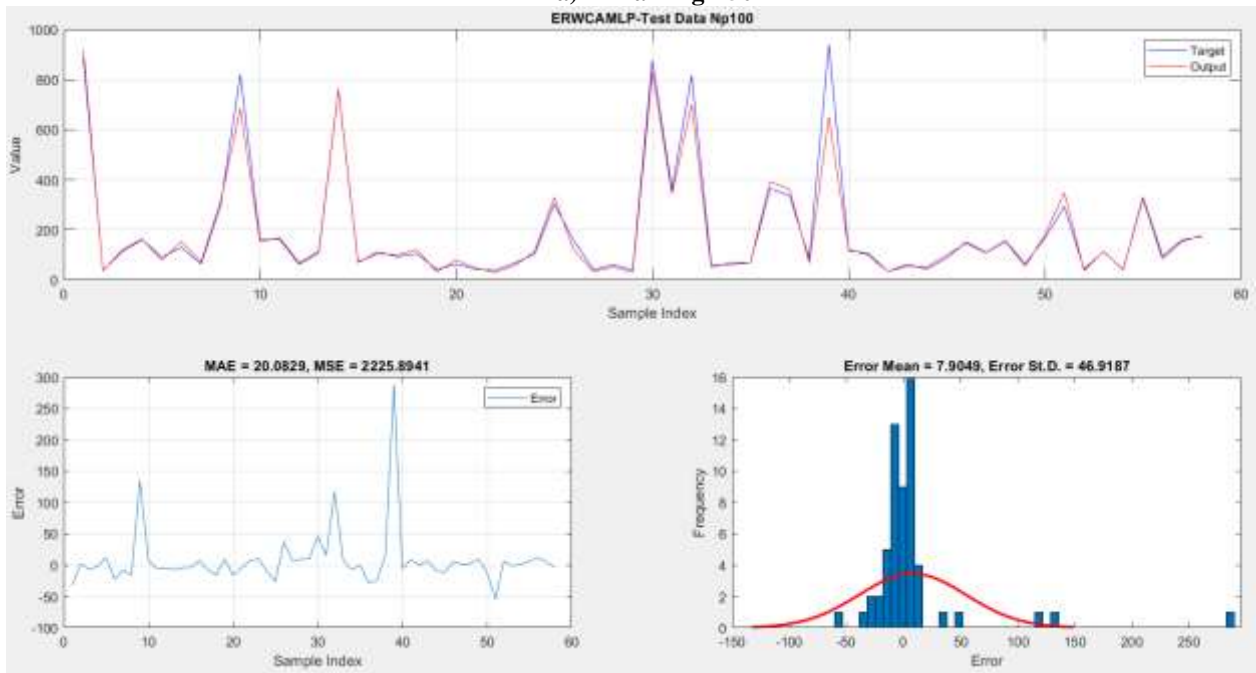 ERWCAMLP-Test Data Np100
1000
800
600
400
200
0
Value
Target
Output
0 10 20 30 40 50 60
Sample Index
MAE = 20.0829, MSE = 2225.8941
300
250
200
150
100
50
0
-50
-100
Error
Error
0 10 20 30 40 50 60
Sample Index
Error Mean = 7.9049, Error St.D. = 46.9187
16
14
12
10
8
6
4
2
0
Frequency
-150 -100 -50 0 50 100 150 200 250
Error